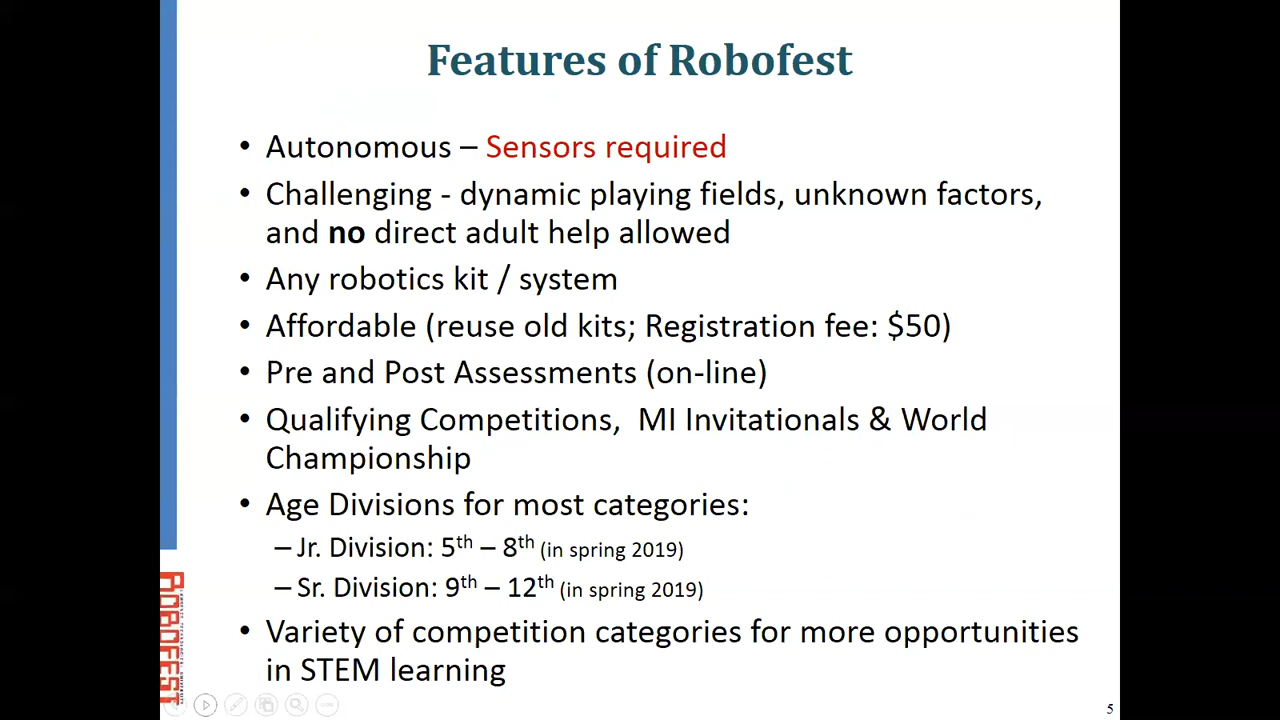 Features of Robofest
• Autonomous – Sensors required
• Challenging - dynamic playing fields, unknown factors,
and no direct adult help allowed
• Any robotics kit / system
• Affordable (reuse old kits; Registration fee: $50)
• Pre and Post Assessments (on-line)
• Qualifying Competitions, MI Invitationals & World
Championship
• Age Divisions for most categories:
– Jr. Division: 5th – 8th (in spring 2019)
– Sr. Division: 9th – 12th (in spring 2019)
• Variety of competition categories for more opportunities
in STEM learning
ROBOFEST
5